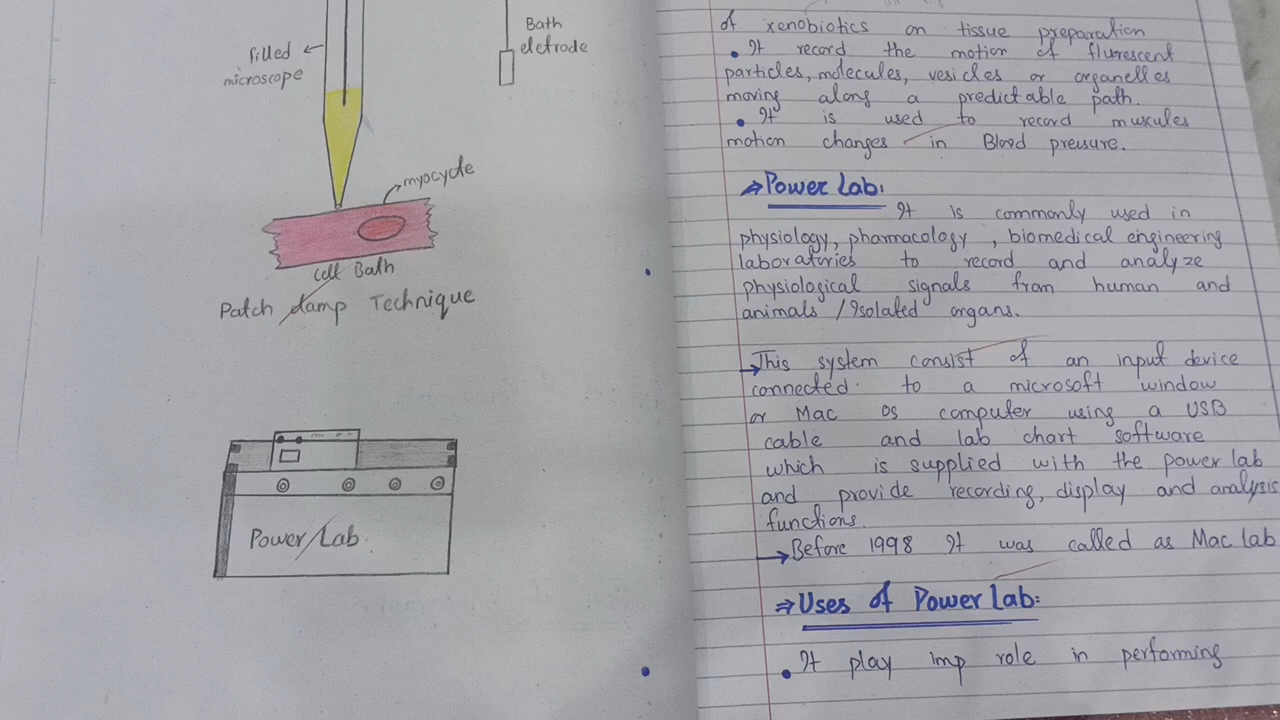 filled
microscope
Bath
eletrode
myocyte
Cell Bath
Patch clamp Technique
Power Lab.
of xenobiotics on tissue preparation
• It record the motion of flurescent
particles, molecules, vesicles or organelles
moving along a predictable path.
• It is used to record muscules
motion changes in Blood pressure.
⇒ Power Lab:
It is commonly used in
physiology, pharmacology, biomedical engineering
laboratories to record and analyze
physiological signals from human and
animals / Isolated organs.
→ This system consist of an input device
connected to a microsoft window
or Mac os computer using a USB
cable and lab chart software
which is supplied with the power lab
and provide recording, display and analysis
functions.
→ Before 1998 It was called as Mac lab
⇒ Uses of Power lab:
• It play imp role in performing